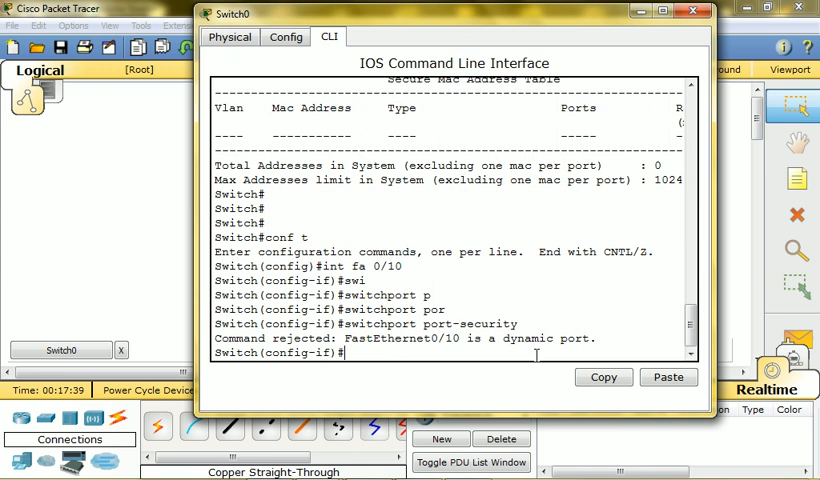 Cisco Packet Tracer
File Edit Options View Tools Exten
Logical
[Root]
Switch0
X
Time: 00:17:39
Power Cycle Device
Connections
Copper Straight-Through
Switch0
Physical
Config
CLI
IOS Command Line Interface
Secure Mac Address Table
Vlan Mac Address Type Ports R
---- ----------- ---- -----
Total Addresses in System (excluding one mac per port) : 0
Max Addresses limit in System (excluding one mac per port) : 1024
Switch#
Switch#
Switch#
Switch#conf t
Enter configuration commands, one per line. End with CNTL/Z.
Switch(config)#int fa 0/10
Switch(config-if)#swi
Switch(config-if)#switchport p
Switch(config-if)#switchport por
Switch(config-if)#switchport port-security
Command rejected: FastEthernet0/10 is a dynamic port.
Switch(config-if)#
Copy
Paste
New
Delete
Toggle PDU List Window
ound
Viewport
Realtime
tion Type Color